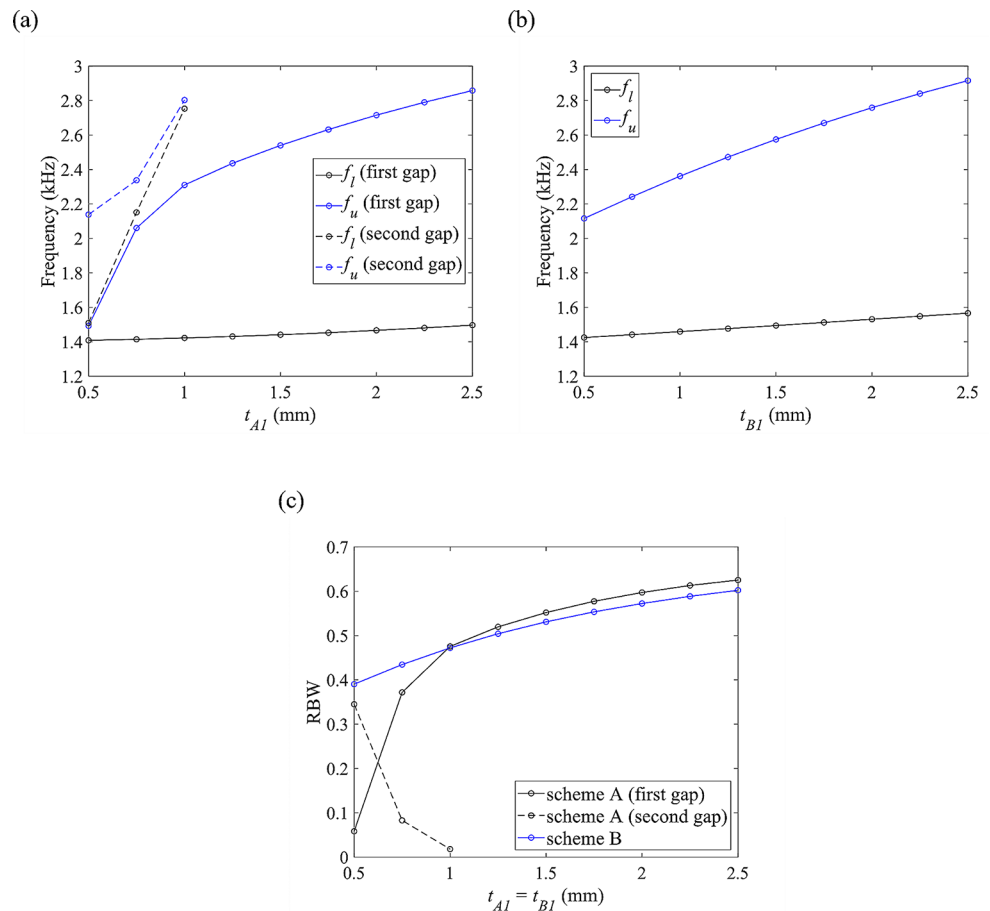 (a)
3
2.8
2.6
2.4
2.2
2
1.8
1.6
1.4
1.2
Frequency (kHz)
f_l (first gap)
f_u (first gap)
f_l (second gap)
f_u (second gap)
0.5 1 1.5 2 2.5
t_A1 (mm)
(b)
3
2.8
2.6
2.4
2.2
2
1.8
1.6
1.4
1.2
Frequency (kHz)
f_l
f_u
0.5 1 1.5 2 2.5
t_B1 (mm)
(c)
0.7
0.6
0.5
0.4
0.3
0.2
0.1
0
RBW
scheme A (first gap)
scheme A (second gap)
scheme B
0.5 1 1.5 2 2.5
t_A1 = t_B1 (mm)